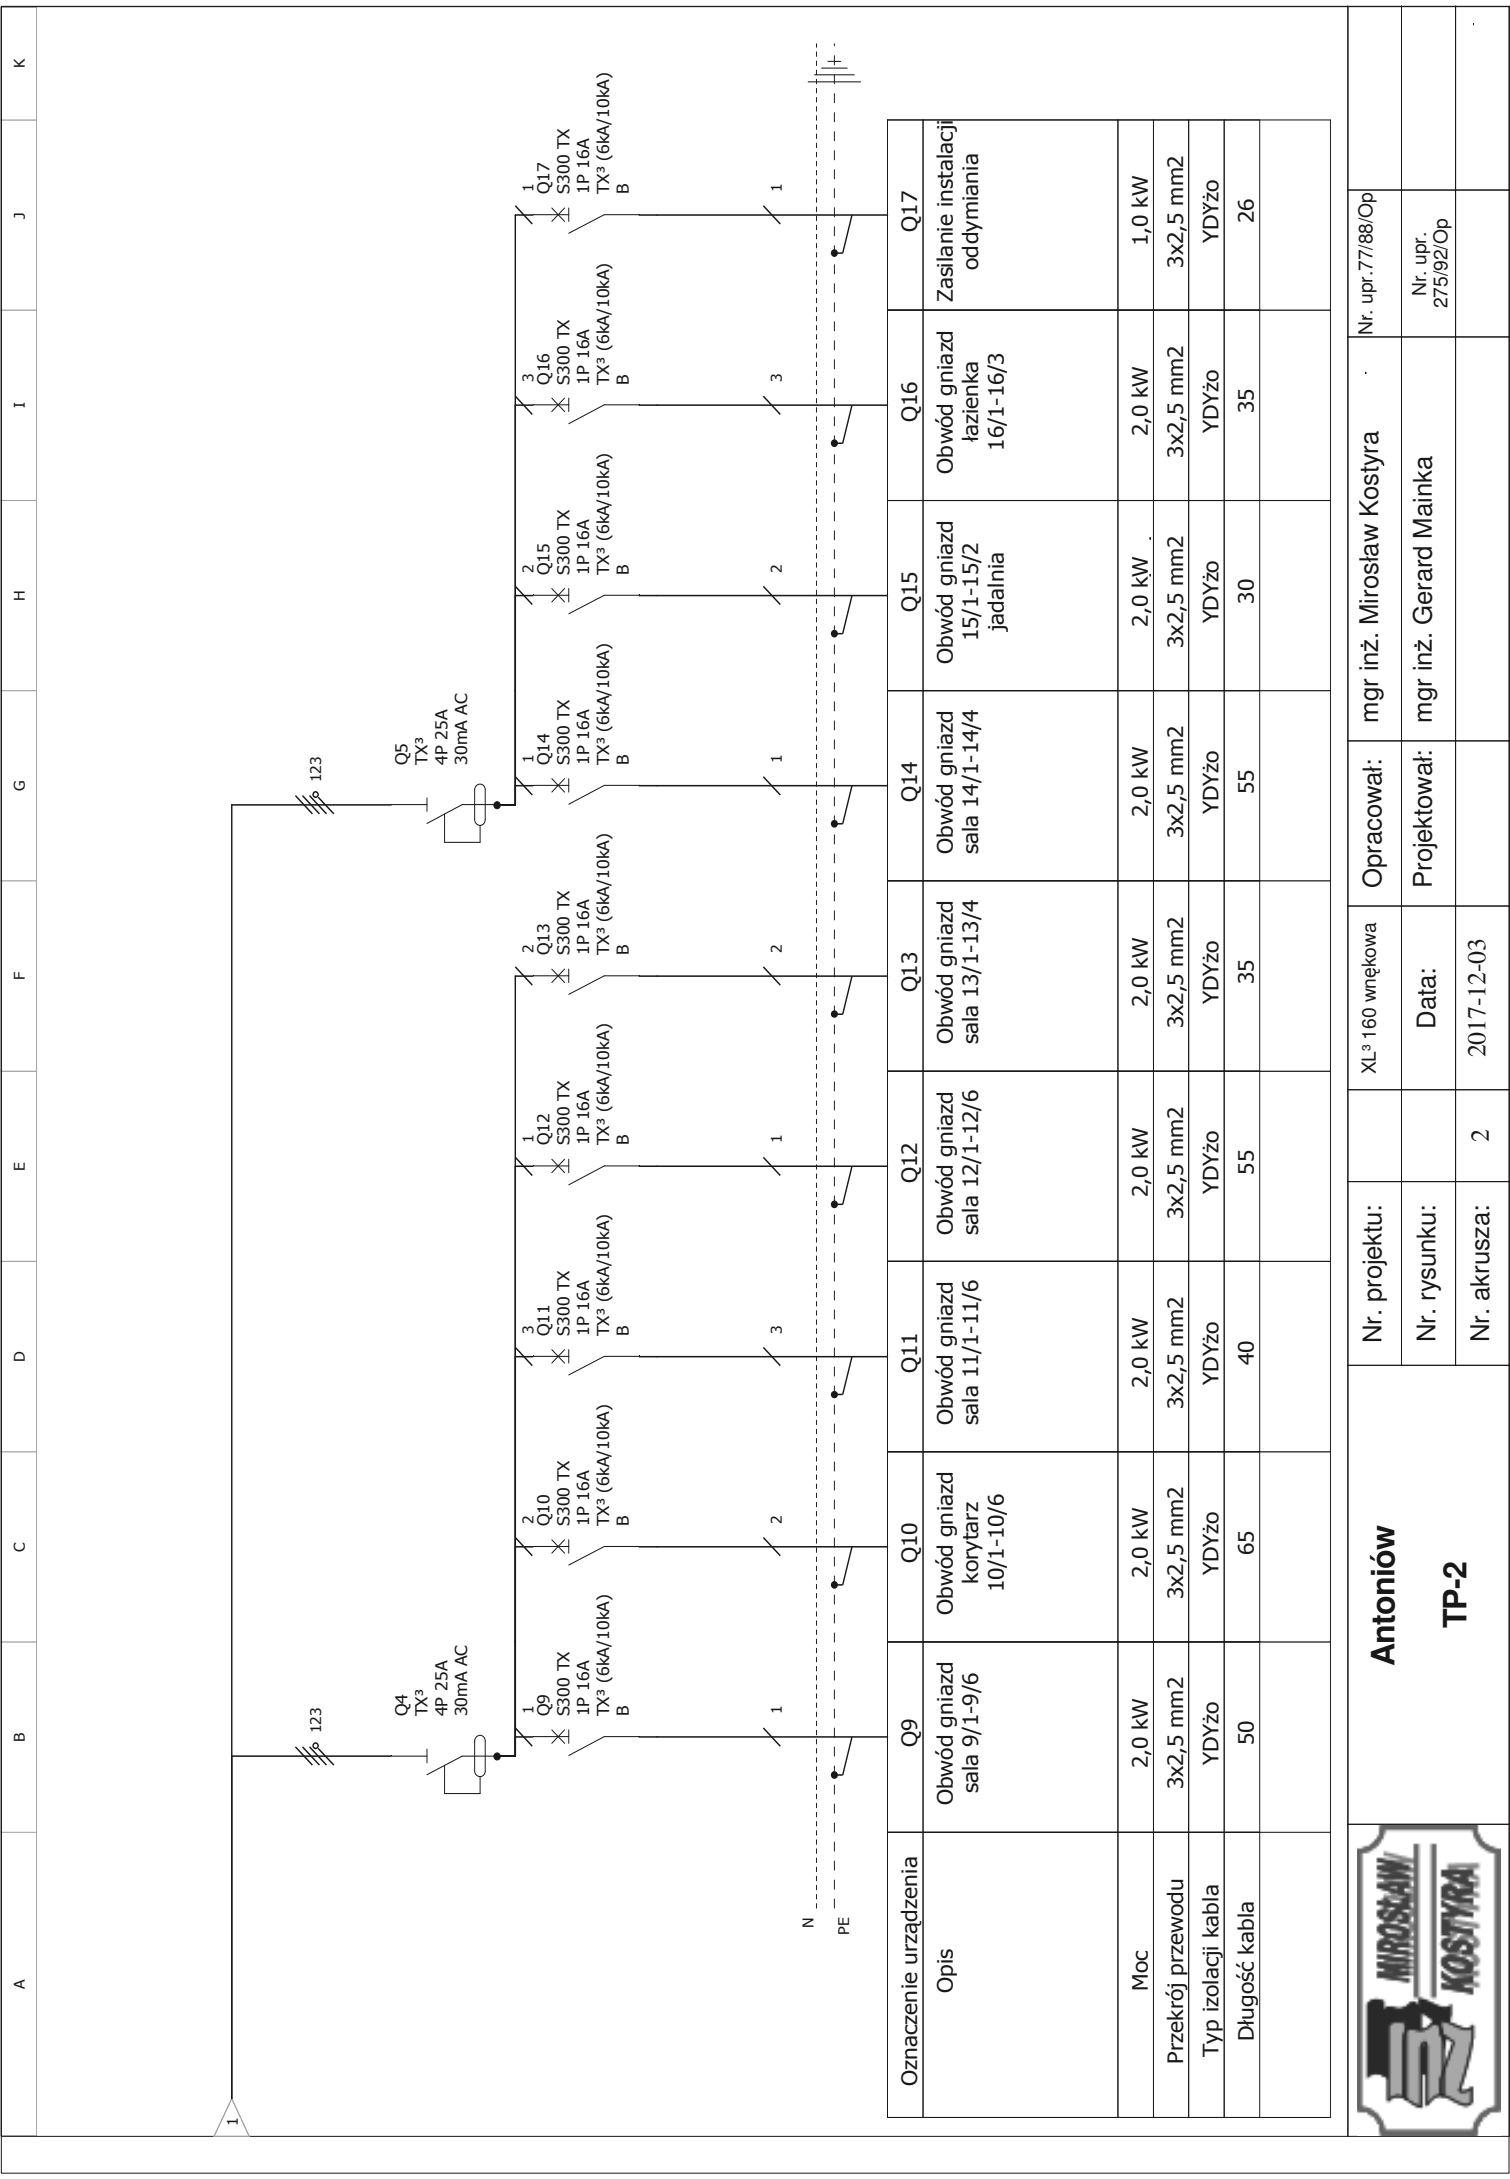 A
B
C
D
E
F
G
H
I
J
K
1
123
123
Q4
TX³
4P 25A
30mA AC
Q5
TX³
4P 25A
30mA AC
1
Q9
S300 TX
1P 16A
TX³ (6kA/10kA)
B
2
Q10
S300 TX
1P 16A
TX³ (6kA/10kA)
B
3
Q11
S300 TX
1P 16A
TX³ (6kA/10kA)
B
1
Q12
S300 TX
1P 16A
TX³ (6kA/10kA)
B
2
Q13
S300 TX
1P 16A
TX³ (6kA/10kA)
B
1
Q14
S300 TX
1P 16A
TX³ (6kA/10kA)
B
2
Q15
S300 TX
1P 16A
TX³ (6kA/10kA)
B
3
Q16
S300 TX
1P 16A
TX³ (6kA/10kA)
B
1
Q17
S300 TX
1P 16A
TX³ (6kA/10kA)
B
1
2
3
1
2
1
2
3
1
N
PE
Oznaczenie urządzenia
Q9
Q10
Q11
Q12
Q13
Q14
Q15
Q16
Q17
Opis
Obwód gniazd
sala 9/1-9/6
Obwód gniazd
korytarz
10/1-10/6
Obwód gniazd
sala 11/1-11/6
Obwód gniazd
sala 12/1-12/6
Obwód gniazd
sala 13/1-13/4
Obwód gniazd
sala 14/1-14/4
Obwód gniazd
15/1-15/2
jadalnia
Obwód gniazd
łazienka
16/1-16/3
Zasilanie instalacji
oddymiania
Moc
2,0 kW
2,0 kW
2,0 kW
2,0 kW
2,0 kW
2,0 kW
2,0 kW
2,0 kW
1,0 kW
Przekrój przewodu
3x2,5 mm2
3x2,5 mm2
3x2,5 mm2
3x2,5 mm2
3x2,5 mm2
3x2,5 mm2
3x2,5 mm2
3x2,5 mm2
3x2,5 mm2
Typ izolacji kabla
YDYżo
YDYżo
YDYżo
YDYżo
YDYżo
YDYżo
YDYżo
YDYżo
YDYżo
Długość kabla
50
65
40
55
35
55
30
35
26
MIROSŁAW
KOSTYRA
Antoniów
TP-2
Nr. projektu:
XL³ 160 wnękowa
Opracował:
mgr inż. Mirosław Kostyra
Nr. upr.77/88/Op
Nr. rysunku:
Data:
Projektował:
mgr inż. Gerard Mainka
Nr. upr.
275/92/Op
Nr. akrusza:
2
2017-12-03